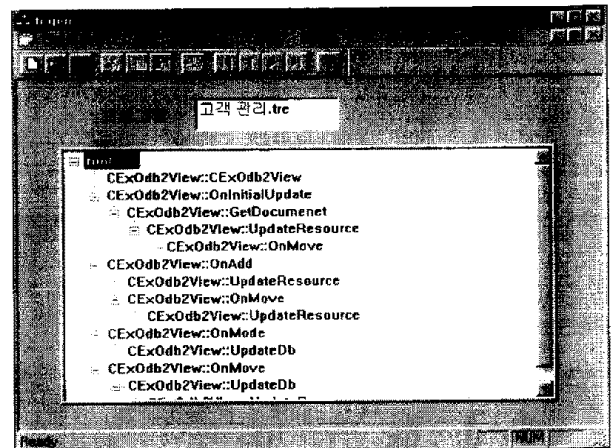 고객 관리.tre
root
CExOdb2View::CExOdb2View
CExOdb2View::OnInitialUpdate
CExOdb2View::GetDocumenet
CExOdb2View::UpdateResource
CExOdb2View::OnMove
CExOdb2View::OnAdd
CExOdb2View::UpdateResource
CExOdb2View::OnMove
CExOdb2View::UpdateResource
CExOdb2View::OnMode
CExOdb2View::UpdateDb
CExOdb2View::OnMove
CExOdb2View::UpdateDb
Ready
NUM